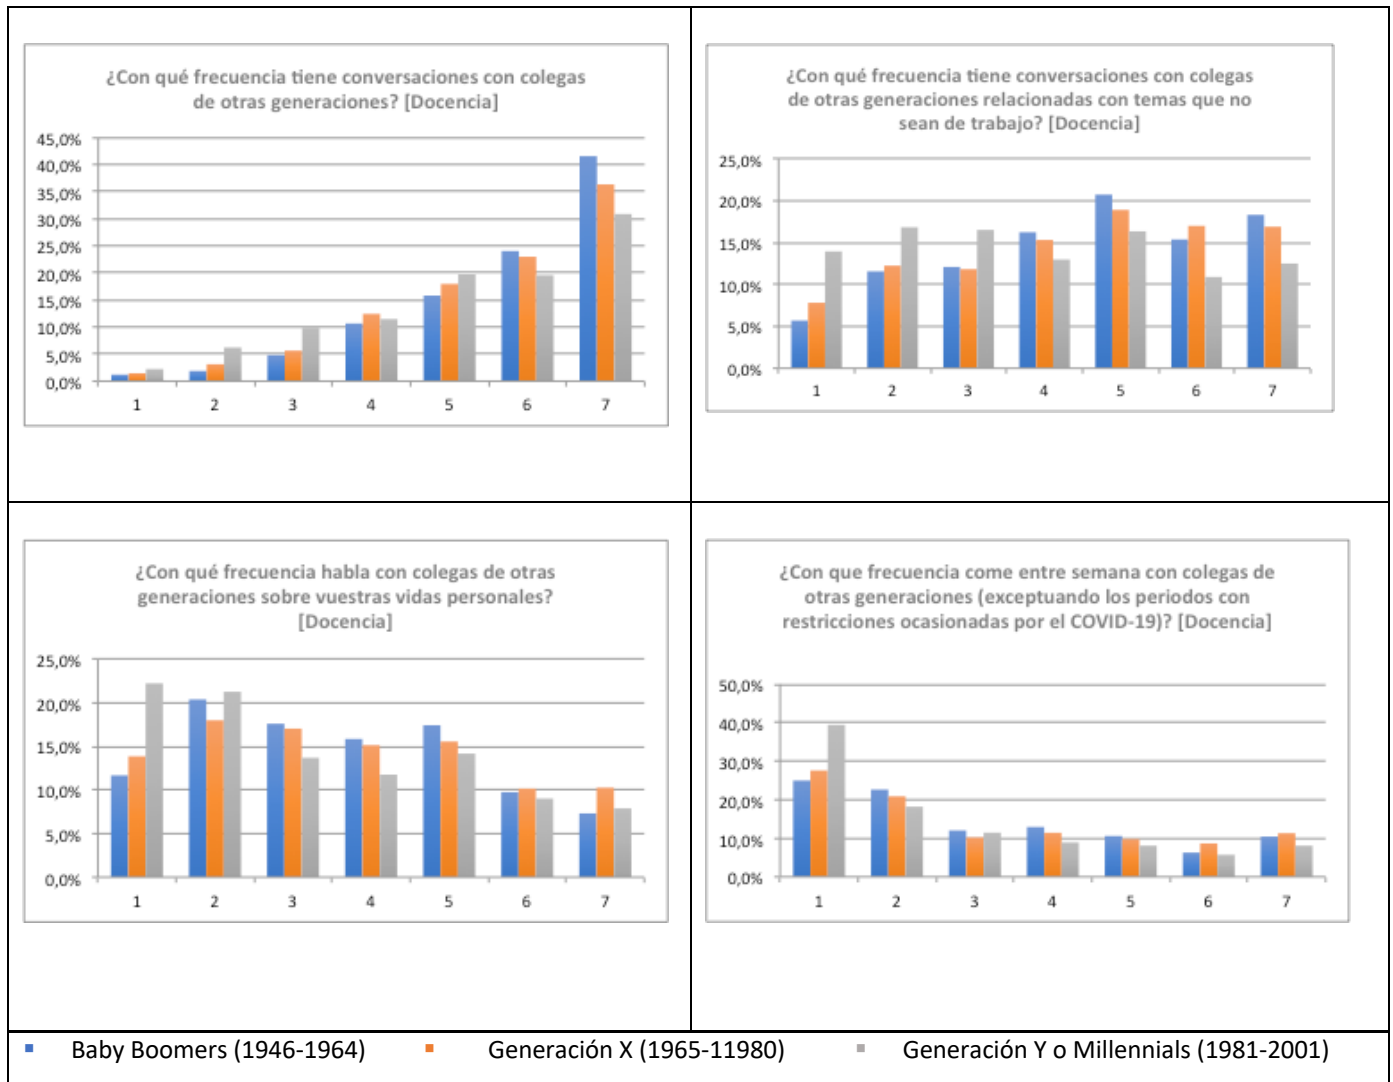 ¿Con qué frecuencia tiene conversaciones con colegas
de otras generaciones? [Docencia]
45,0%
40,0%
35,0%
30,0%
25,0%
20,0%
15,0%
10,0%
5,0%
0,0%
1 2 3 4 5 6 7
¿Con qué frecuencia tiene conversaciones con colegas
de otras generaciones relacionadas con temas que no
sean de trabajo? [Docencia]
25,0%
20,0%
15,0%
10,0%
5,0%
0,0%
1 2 3 4 5 6 7
¿Con qué frecuencia habla con colegas de otras
generaciones sobre vuestras vidas personales?
[Docencia]
25,0%
20,0%
15,0%
10,0%
5,0%
0,0%
1 2 3 4 5 6 7
¿Con que frecuencia come entre semana con colegas de
otras generaciones (exceptuando los periodos con
restricciones ocasionadas por el COVID-19)? [Docencia]
50,0%
40,0%
30,0%
20,0%
10,0%
0,0%
1 2 3 4 5 6 7
Baby Boomers (1946-1964) Generación X (1965-11980) Generación Y o Millennials (1981-2001)